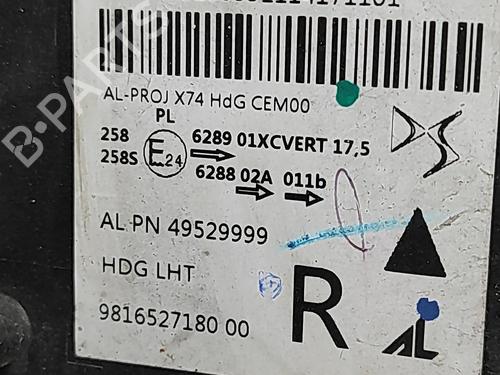 AL-PROJ X74 HdG CEM00
PL
258
258S
E24
6289 01XCVERT 17,5
6288 02A 011b
AL PN 49529999
HDG LHT
9816527180 00
R
AL
B-PARTS